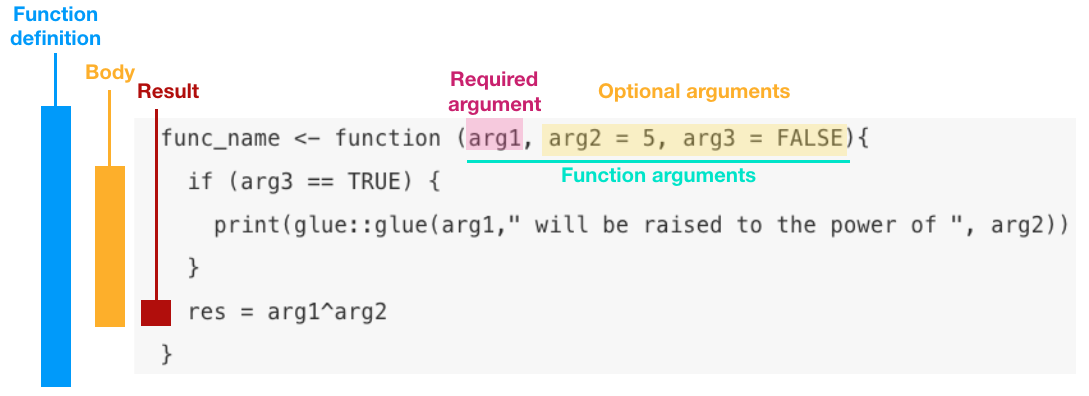 Function
definition
Body
Result
Required
argument
Optional arguments
func_name <- function (arg1, arg2 = 5, arg3 = FALSE){
Function arguments
if (arg3 == TRUE) {
print(glue::glue(arg1," will be raised to the power of ", arg2))
}
res = arg1^arg2
}